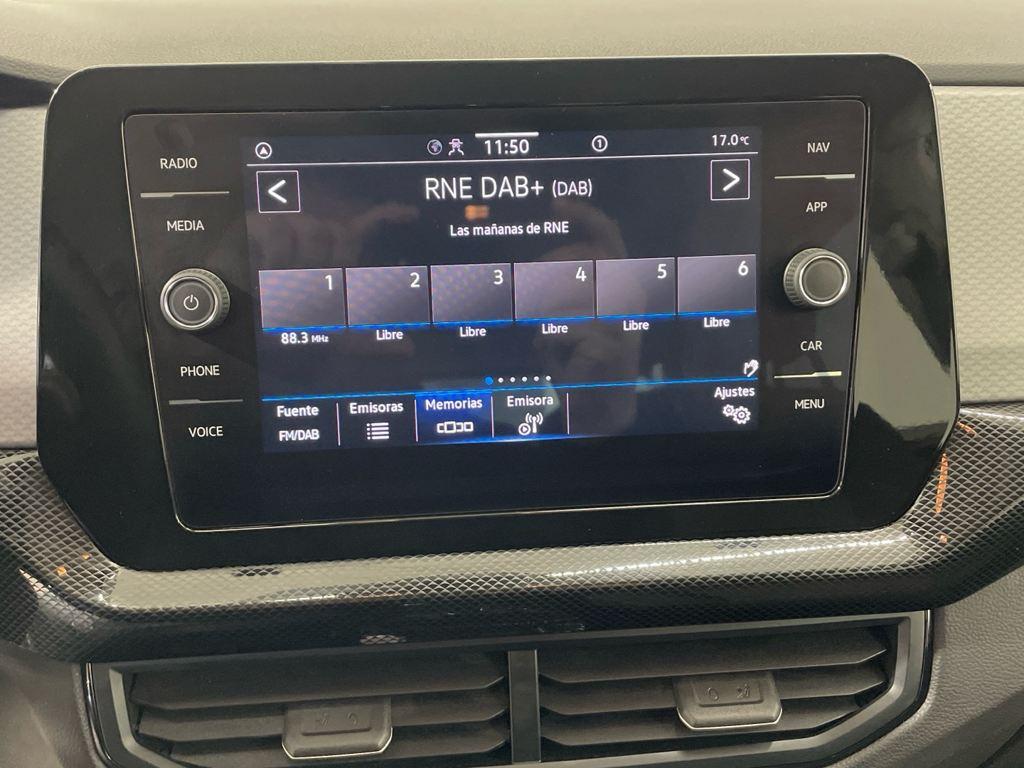 RADIO
MEDIA
PHONE
VOICE
11:50
1
17.0°C
<
RNE DAB+ (DAB)
>
Las mañanas de RNE
1 2 3 4 5 6
88.3 MHz Libre Libre Libre Libre Libre
Fuente Emisoras Memorias Emisora Ajustes
FM/DAB
NAV
APP
CAR
MENU